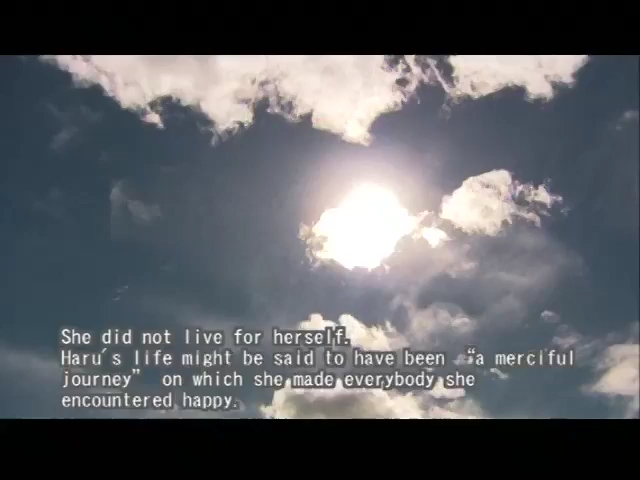 She did not live for herself.
Haru's life might be said to have been “a merciful
journey” on which she made everybody she
encountered happy.